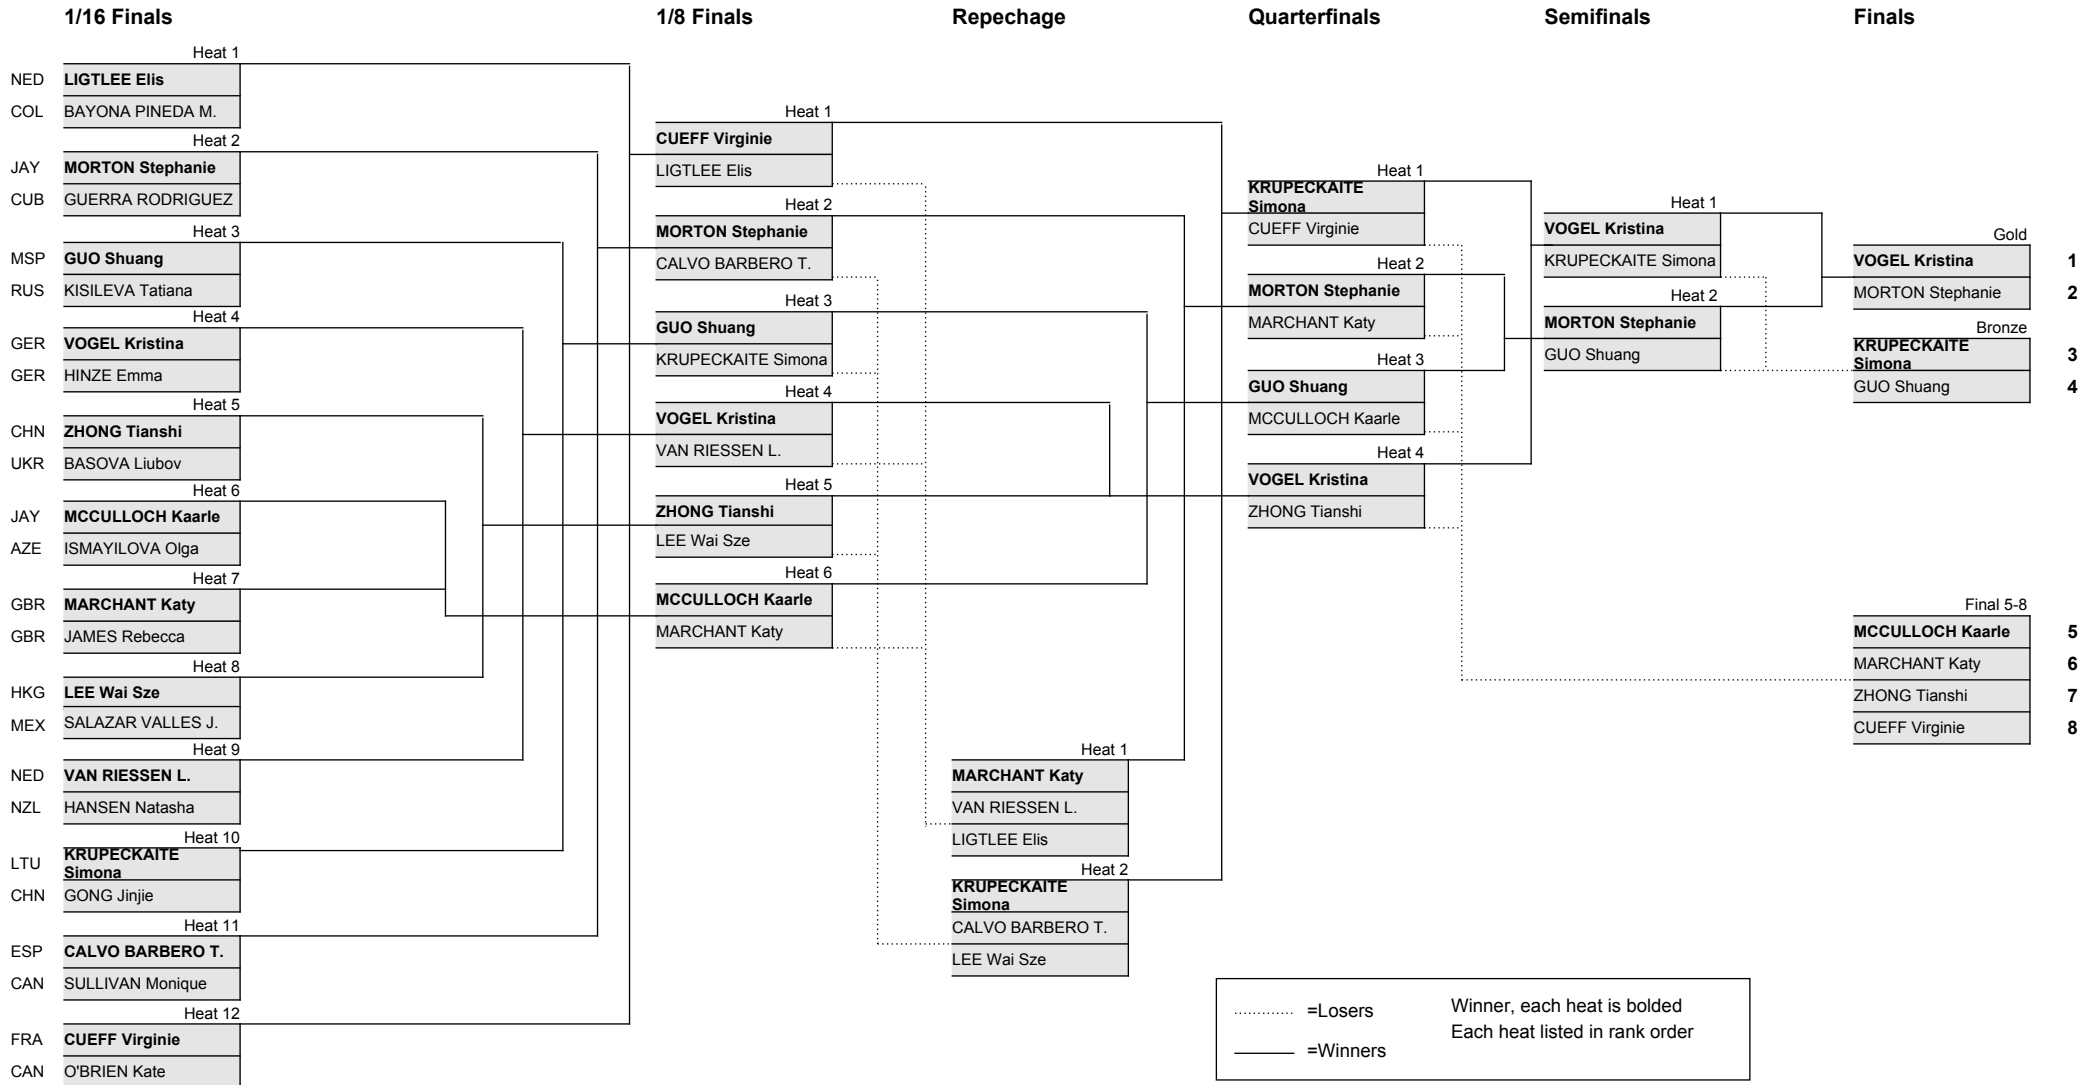 1/16 Finals
1/8 Finals
Repechage
Quarterfinals
Semifinals
Finals
Heat 1
NED LIGTLEE Elis
COL BAYONA PINEDA M.
Heat 2
JAY MORTON Stephanie
CUB GUERRA RODRIGUEZ
Heat 3
MSP GUO Shuang
RUS KISILEVA Tatiana
Heat 4
GER VOGEL Kristina
GER HINZE Emma
Heat 5
CHN ZHONG Tianshi
UKR BASOVA Liubov
Heat 6
JAY MCCULLOCH Kaarle
AZE ISMAYILOVA Olga
Heat 7
GBR MARCHANT Katy
GBR JAMES Rebecca
Heat 8
HKG LEE Wai Sze
MEX SALAZAR VALLES J.
Heat 9
NED VAN RIESSEN L.
NZL HANSEN Natasha
Heat 10
LTU KRUPECKAITE
Simona
CHN GONG Jinjie
Heat 11
ESP CALVO BARBERO T.
CAN SULLIVAN Monique
Heat 12
FRA CUEFF Virginie
CAN O'BRIEN Kate
Heat 1
CUEFF Virginie
LIGTLEE Elis
Heat 2
MORTON Stephanie
CALVO BARBERO T.
Heat 3
GUO Shuang
KRUPECKAITE Simona
Heat 4
VOGEL Kristina
VAN RIESSEN L.
Heat 5
ZHONG Tianshi
LEE Wai Sze
Heat 6
MCCULLOCH Kaarle
MARCHANT Katy
Heat 1
MARCHANT Katy
VAN RIESSEN L.
LIGTLEE Elis
Heat 2
KRUPECKAITE
Simona
CALVO BARBERO T.
LEE Wai Sze
Heat 1
KRUPECKAITE
Simona
CUEFF Virginie
Heat 2
MORTON Stephanie
MARCHANT Katy
Heat 3
GUO Shuang
MCCULLOCH Kaarle
Heat 4
VOGEL Kristina
ZHONG Tianshi
Heat 1
VOGEL Kristina
KRUPECKAITE Simona
Heat 2
MORTON Stephanie
GUO Shuang
Gold
VOGEL Kristina 1
MORTON Stephanie 2
Bronze
KRUPECKAITE
Simona 3
GUO Shuang 4
Final 5-8
MCCULLOCH Kaarle 5
MARCHANT Katy 6
ZHONG Tianshi 7
CUEFF Virginie 8
=Losers
=Winners
Winner, each heat is bolded
Each heat listed in rank order